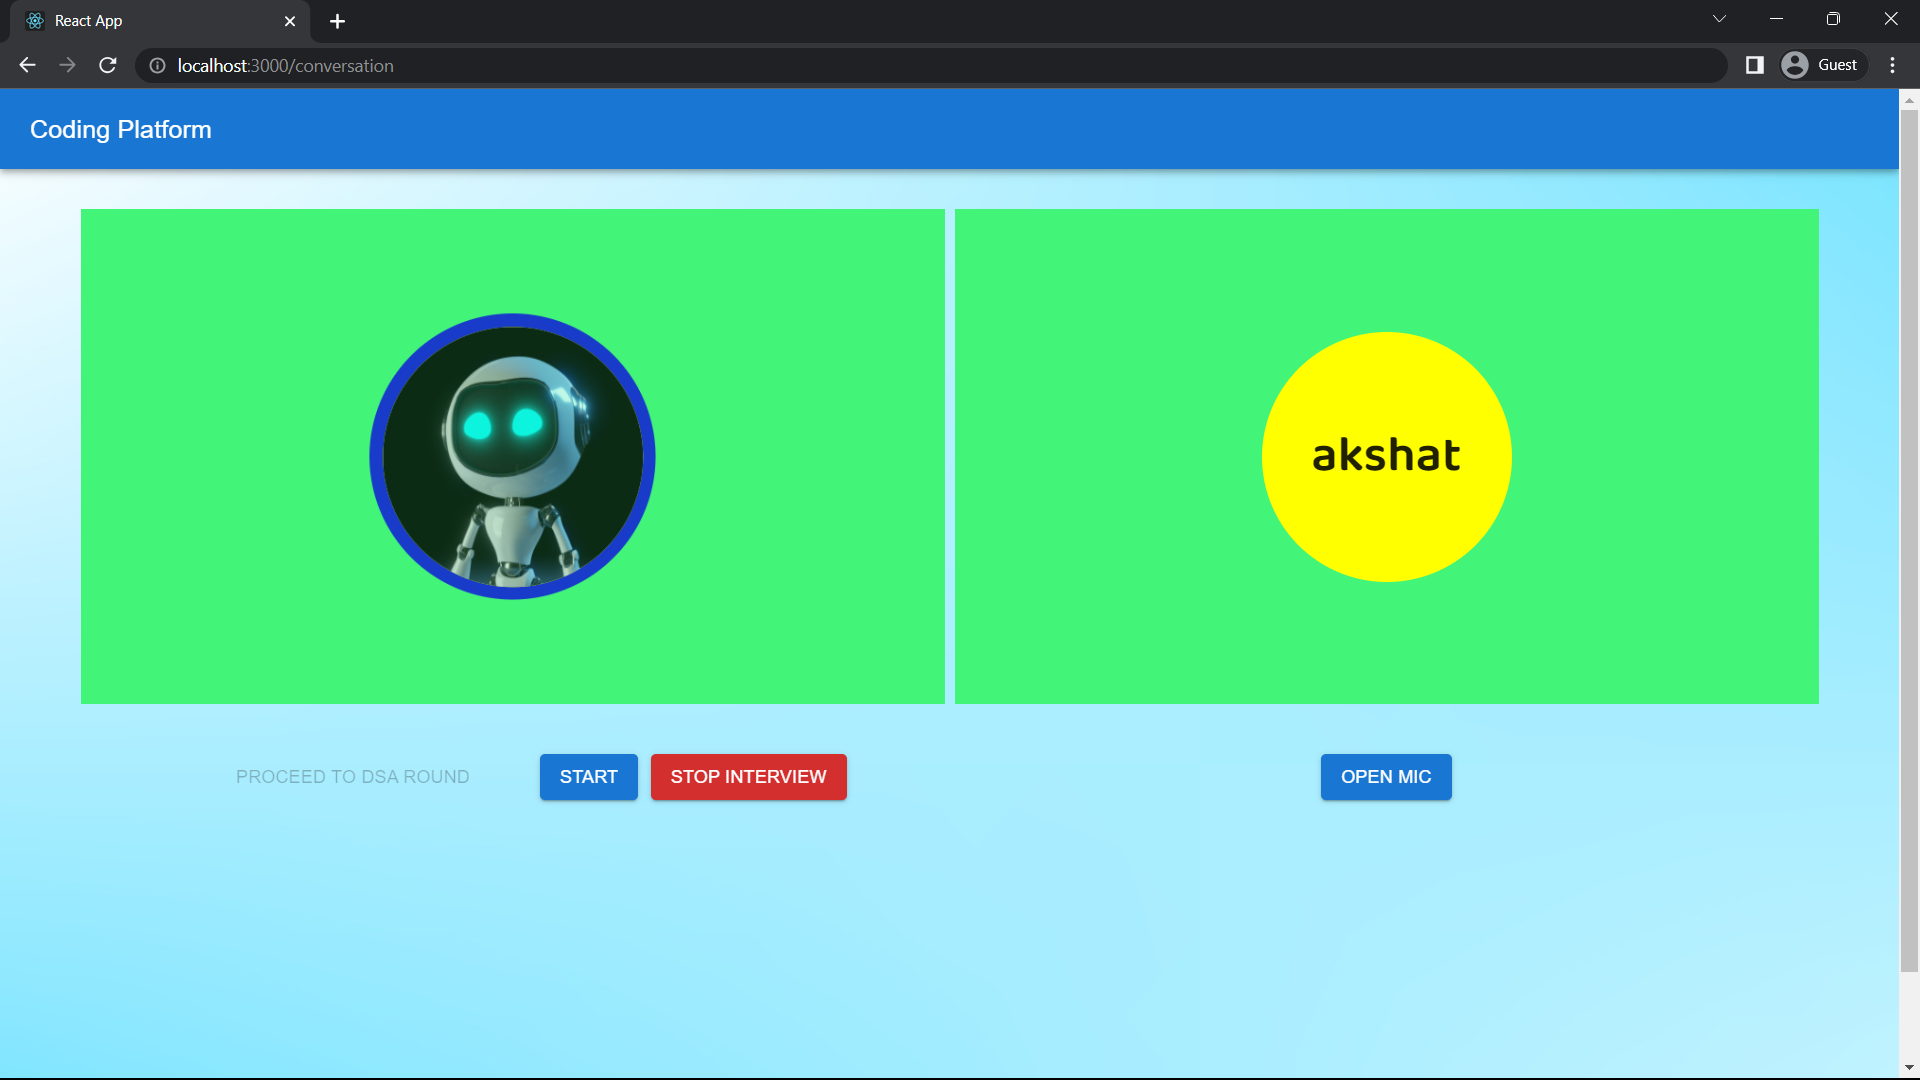 React App
localhost:3000/conversation
Guest
Coding Platform
akshat
PROCEED TO DSA ROUND
START
STOP INTERVIEW
OPEN MIC